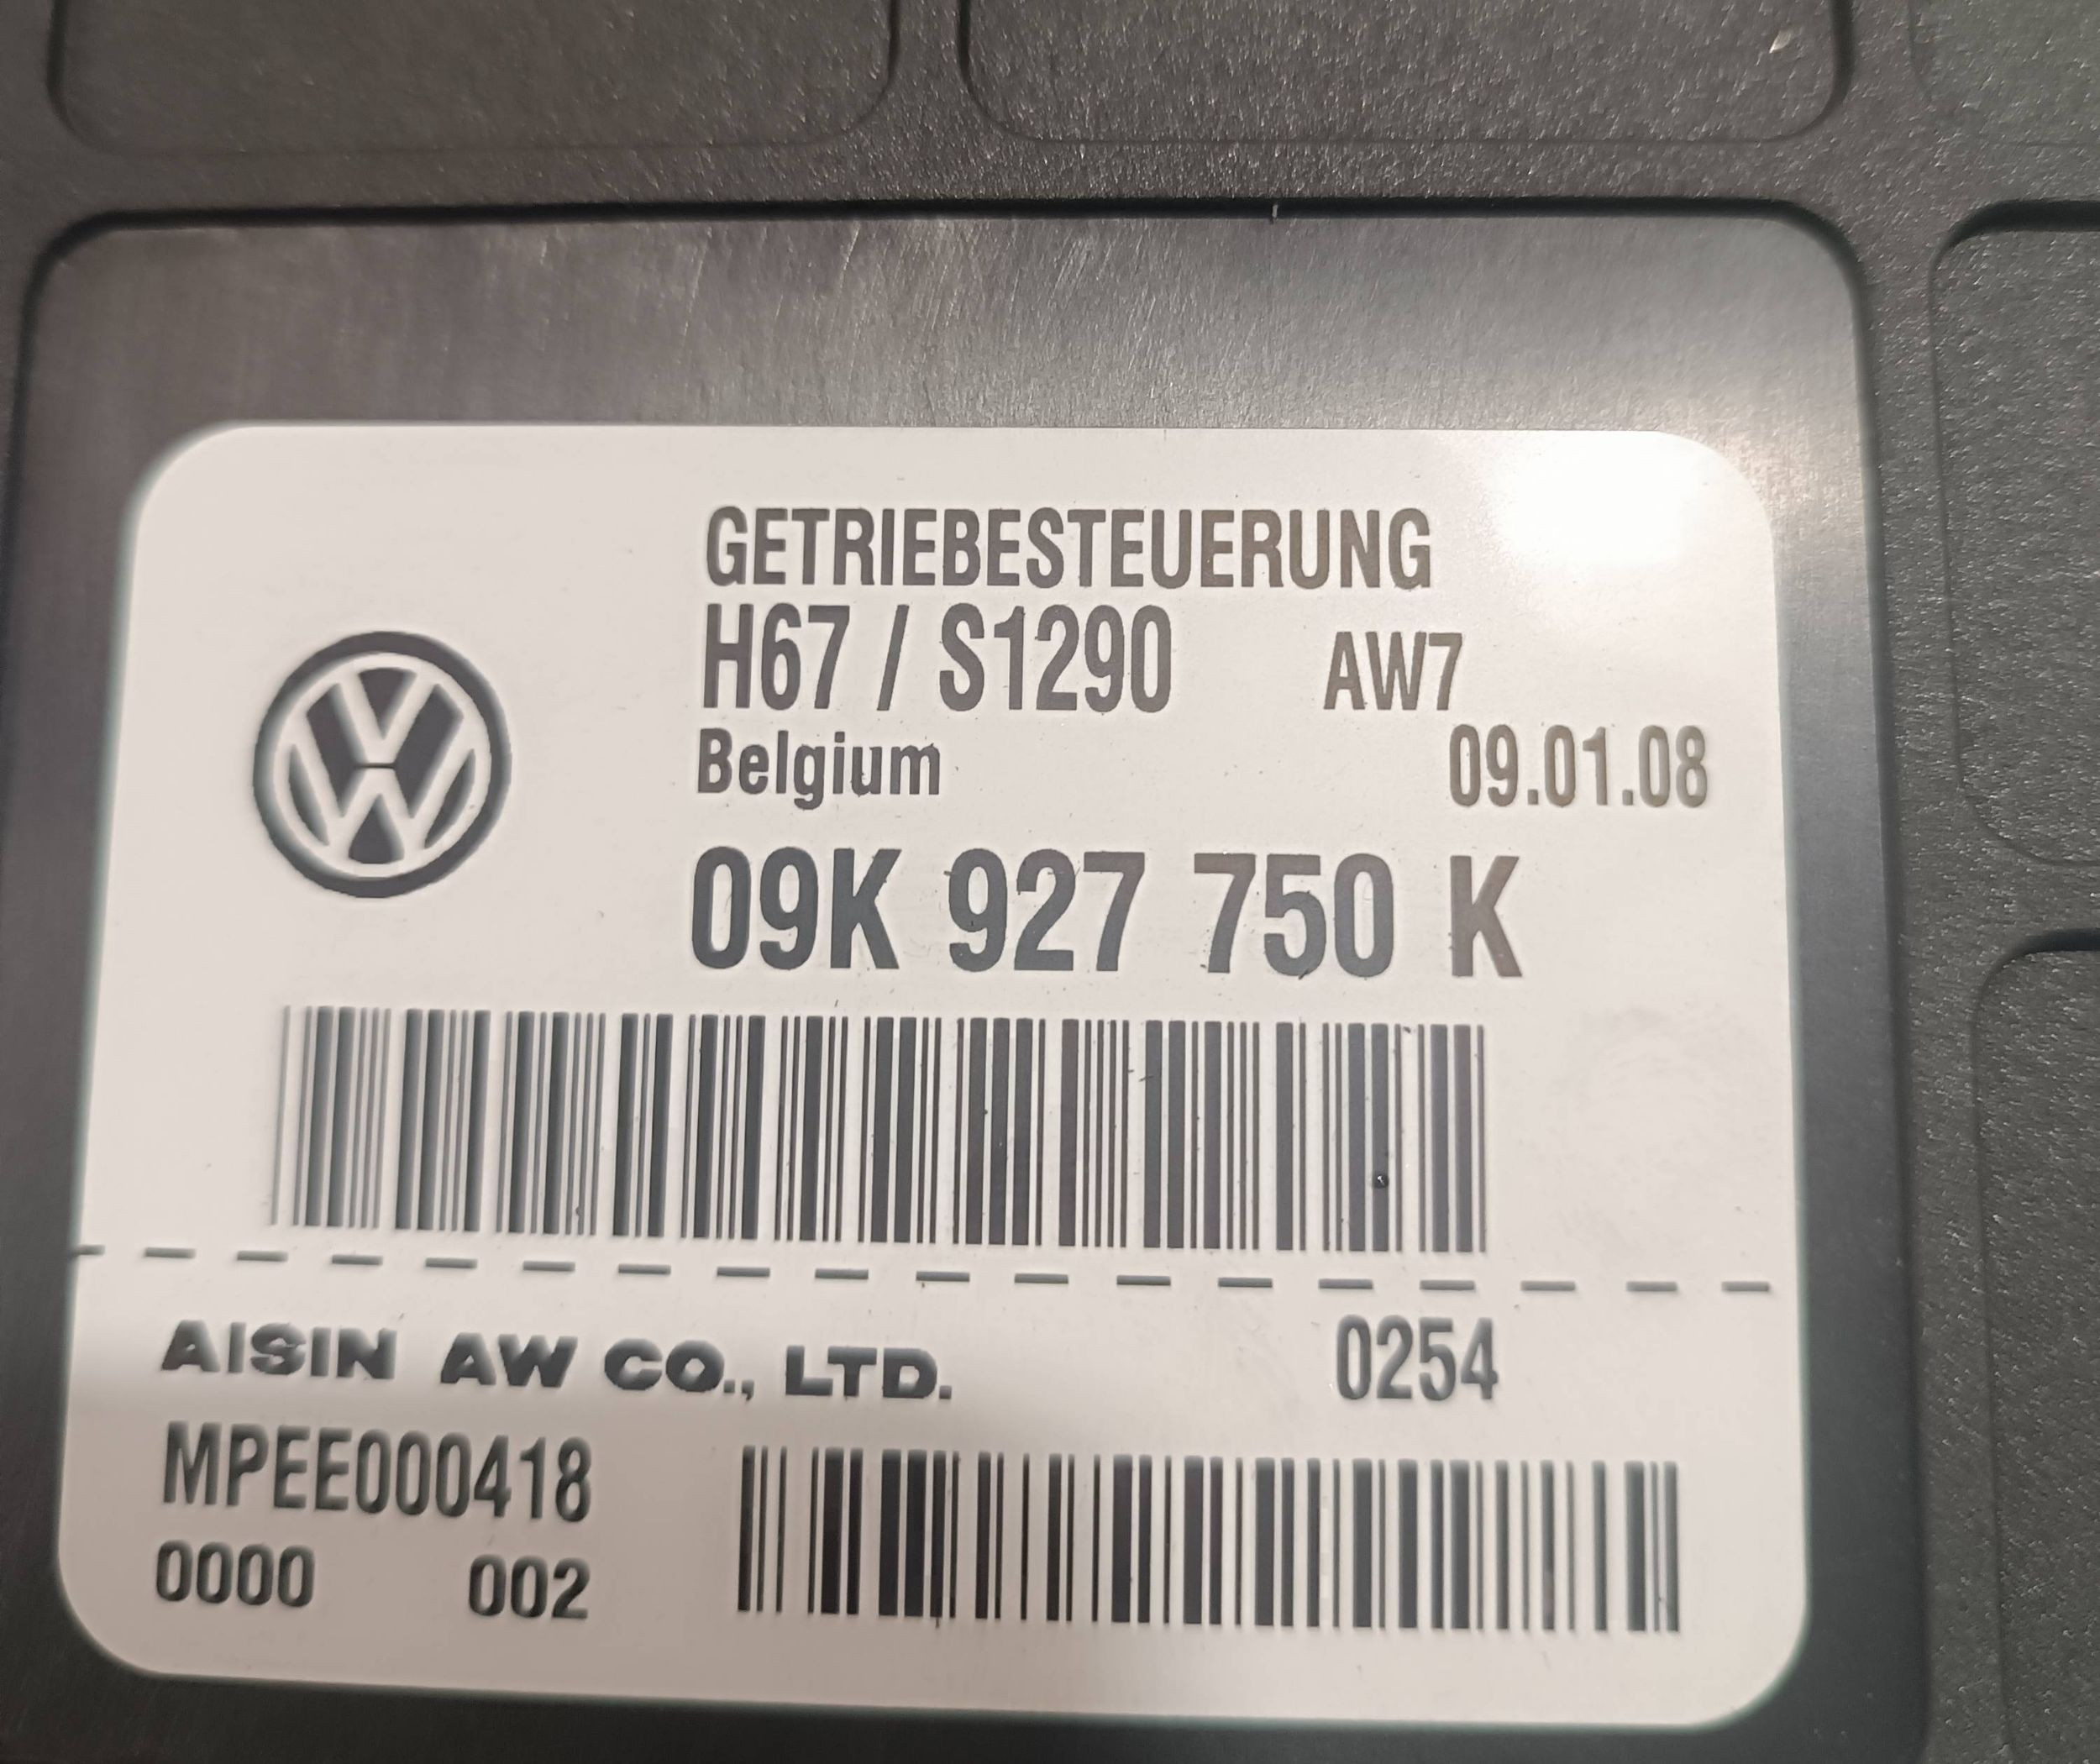 GETRIEBESTEUERUNG
H67 / S1290 AW7
Belgium 09.01.08
09K 927 750 K
AISIN AW CO., LTD. 0254
MPEE000418
0000 002